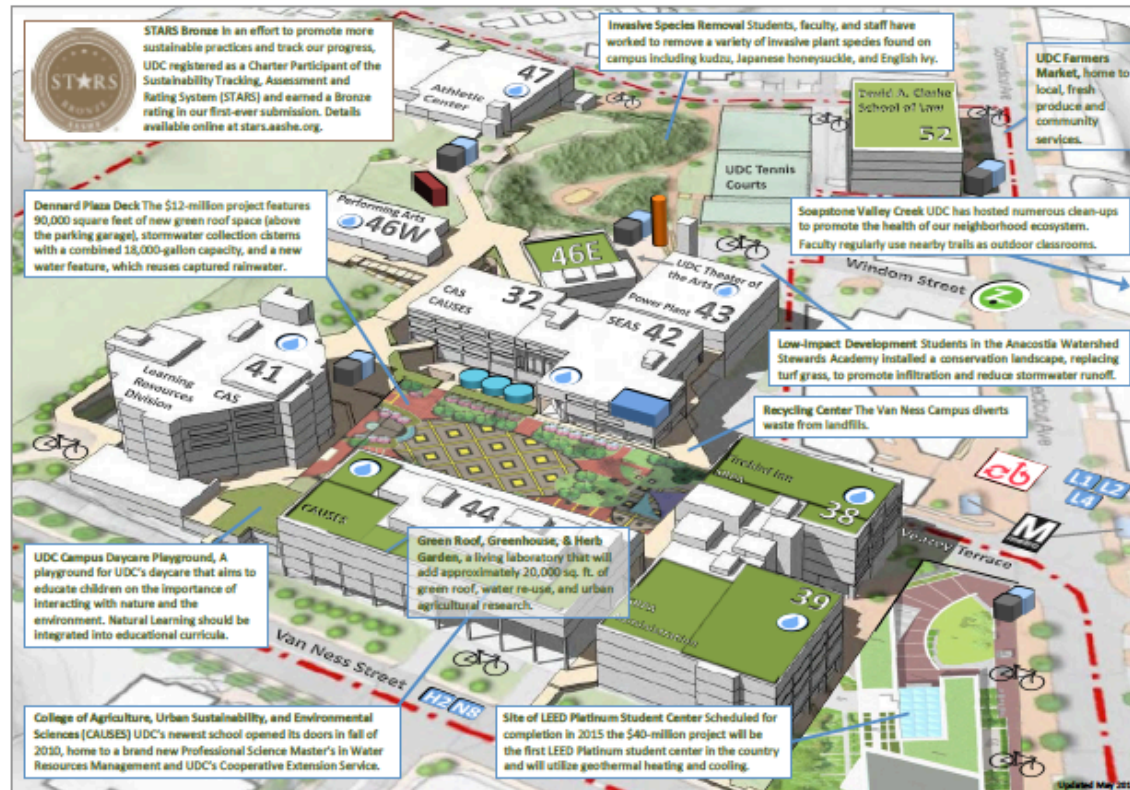 STARS Bronze In an effort to promote more
sustainable practices and track our progress,
UDC registered as a Charter Participant of the
Sustainability Tracking, Assessment and
Rating System (STARS) and earned a Bronze
rating in our first-ever submission. Details
available online at stars.aashe.org.
STARS
BRONZE
AASHE
47
Athletic
Center
Invasive Species Removal Students, faculty, and staff have
worked to remove a variety of invasive plant species found on
campus including kudzu, Japanese honeysuckle, and English ivy.
David A. Clarke
School of Law
52
UDC Farmers
Market, home to
local, fresh
produce and
community
services.
UDC Tennis
Courts
Dennard Plaza Deck The $12-million project features
90,000 square feet of new green roof space (above
the parking garage), stormwater collection cisterns
with a combined 18,000-gallon capacity, and a new
water feature, which reuses captured rainwater.
Performing Arts
46W
46E
Soapstone Valley Creek UDC has hosted numerous clean-ups
to promote the health of our neighborhood ecosystem.
Faculty regularly use nearby trails as outdoor classrooms.
Windom Street
UDC Theater of
the Arts
Power Plant
43
32
CAS
CAUSES
SEAS
42
Low-Impact Development Students in the Anacostia Watershed
Stewards Academy installed a conservation landscape, replacing
turf grass, to promote infiltration and reduce stormwater runoff.
41
Learning
Resources
Division
CAS
Recycling Center The Van Ness Campus diverts
waste from landfills.
38
cb
L1 L2
L4
M
Veazey Terrace
44
CAUSES
Green Roof, Greenhouse, & Herb
Garden, a living laboratory that will
add approximately 20,000 sq. ft. of
green roof, water re-use, and urban
agricultural research.
39
UDC Campus Daycare Playground, A
playground for UDC's daycare that aims to
educate children on the importance of
interacting with nature and the
environment. Natural Learning should be
integrated into educational curricula.
Van Ness Street
H2 N8
College of Agriculture, Urban Sustainability, and Environmental
Sciences (CAUSES) UDC's newest school opened its doors in fall of
2010, home to a brand new Professional Science Master's in Water
Resources Management and UDC's Cooperative Extension Service.
Site of LEED Platinum Student Center Scheduled for
completion in 2015 the $40-million project will be
the first LEED Platinum student center in the country
and will utilize geothermal heating and cooling.
Updated May